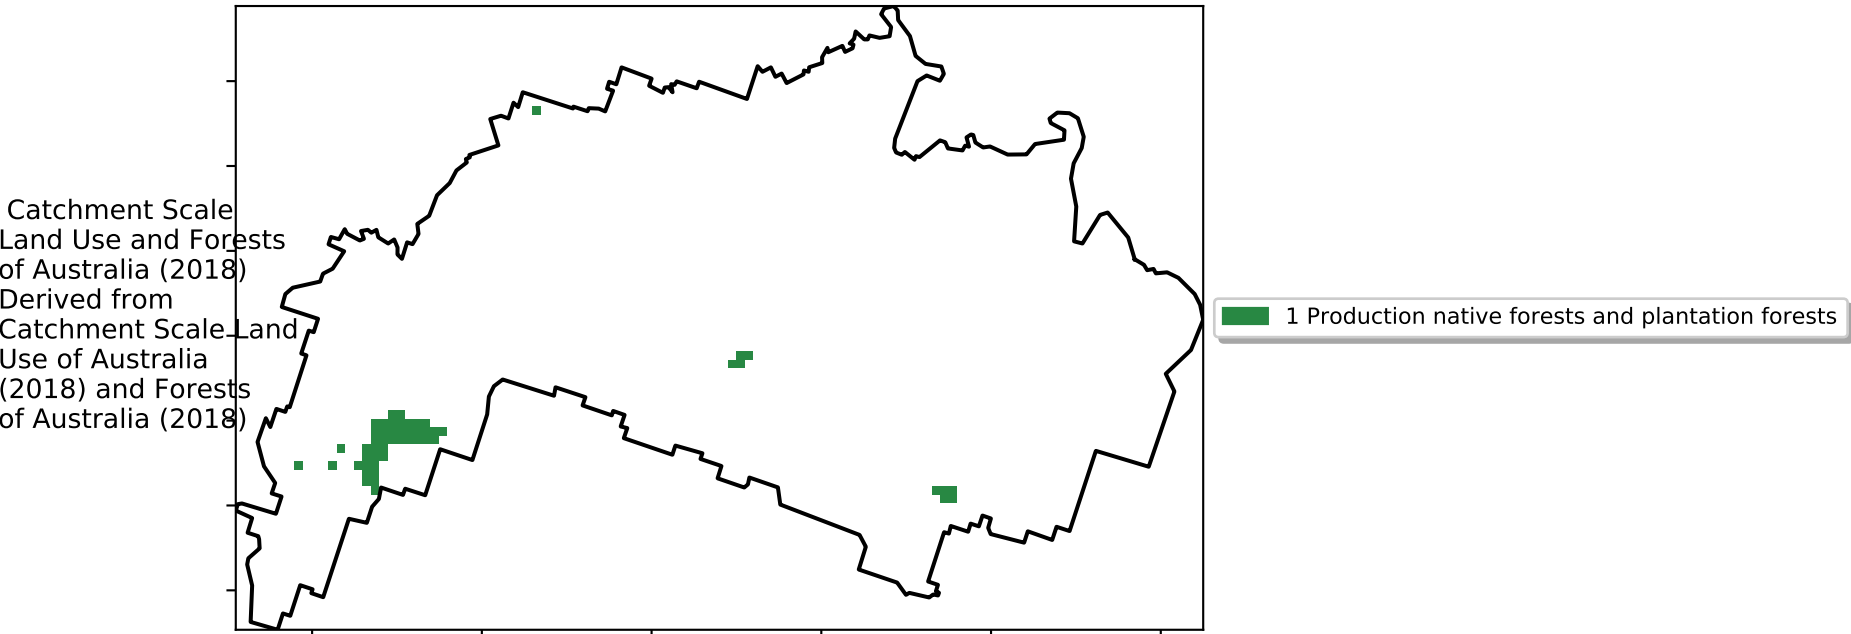 Catchment Scale
Land Use and Forests
of Australia (2018)
Derived from
Catchment Scale Land
Use of Australia
(2018) and Forests
of Australia (2018)
1 Production native forests and plantation forests